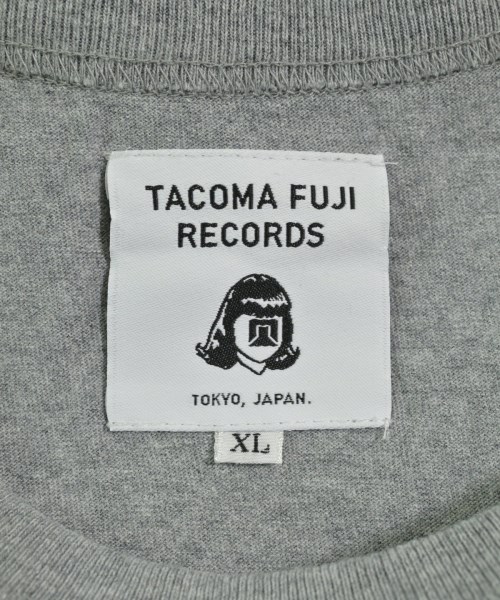 TACOMA FUJI
RECORDS
TOKYO, JAPAN.
XL